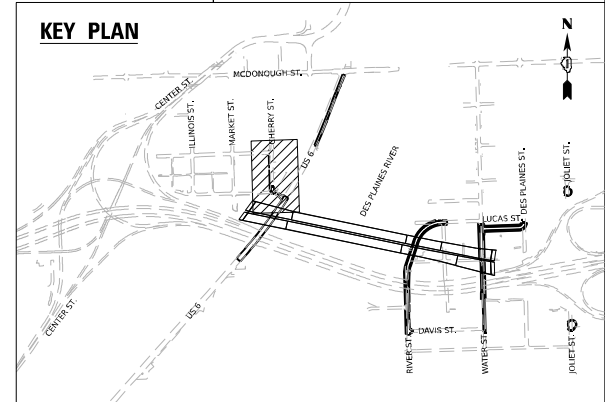 KEY PLAN
N
MCDONOUGH ST.
CENTER ST.
ILLINOIS ST.
MARKET ST.
CHERRY ST.
US 6
DES PLAINES RIVER
JOLIET ST.
DES PLAINES ST.
LUCAS ST.
CENTER ST.
US 6
DAVIS ST.
RIVER ST.
WATER ST.
JOLIET ST.